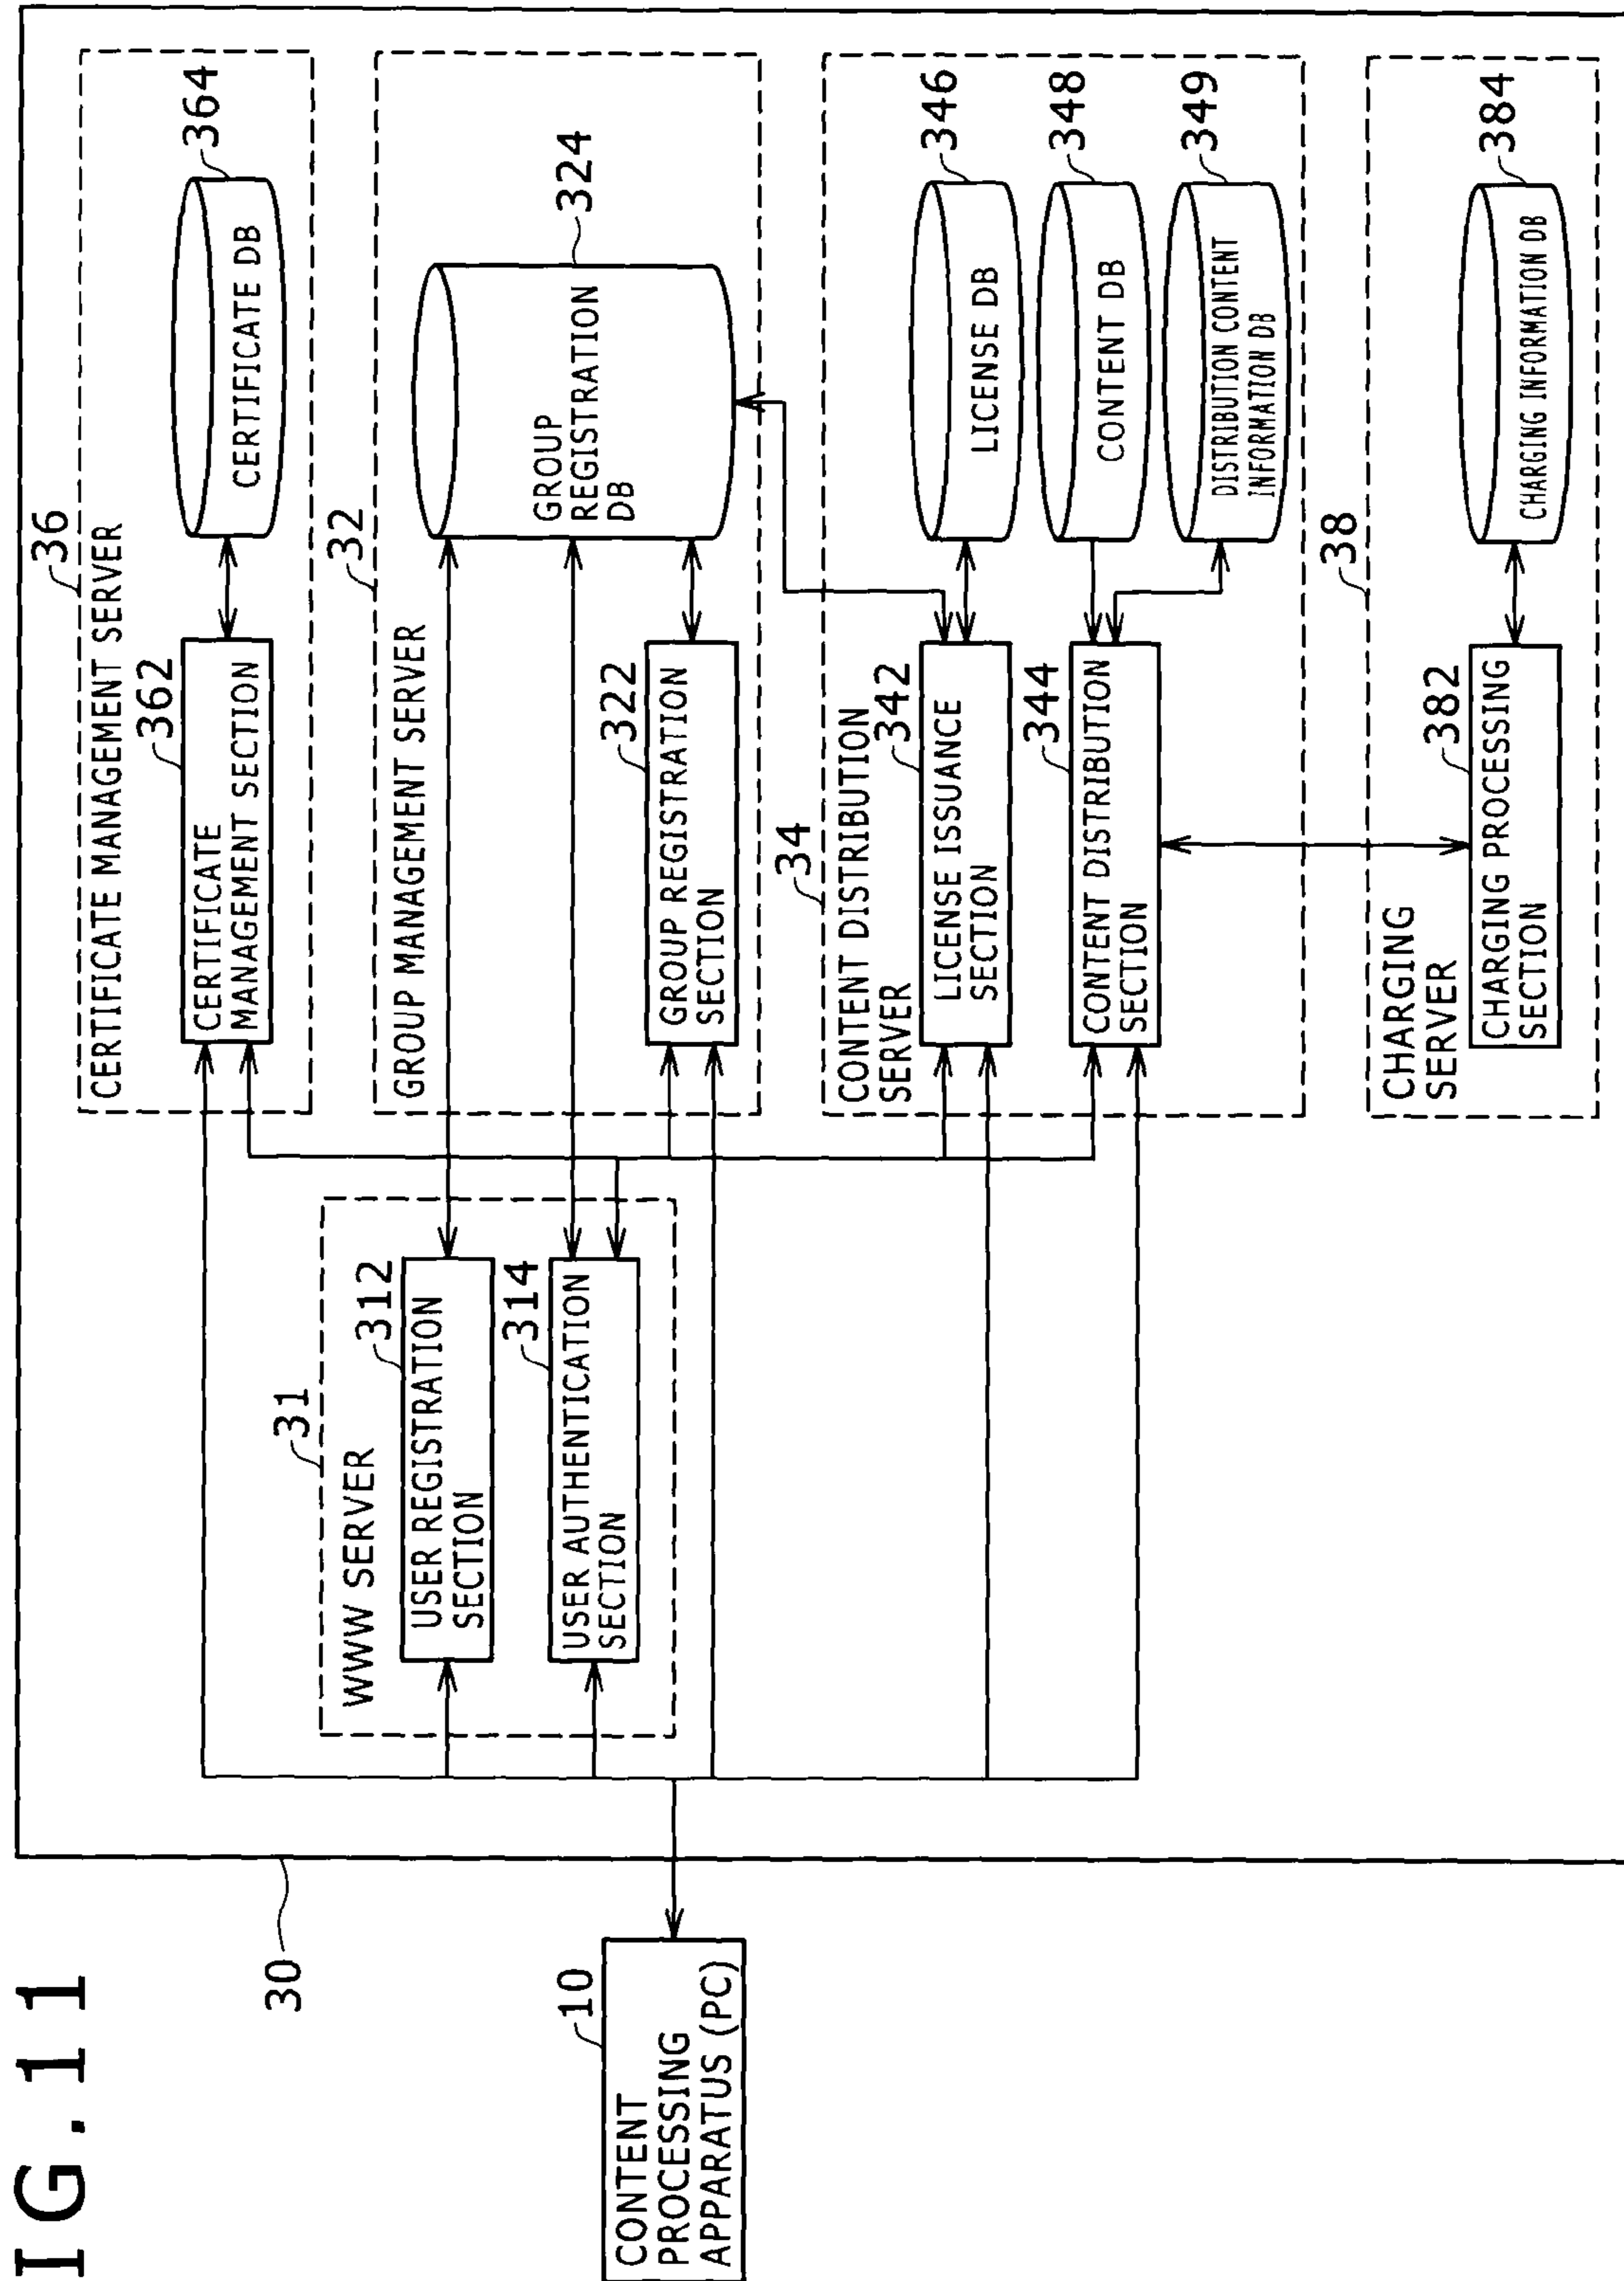 IG.11
30
10
CONTENT
PROCESSING
APPARATUS (PC)
31
WWW SERVER
312
USER REGISTRATION
SECTION
314
USER AUTHENTICATION
SECTION
36
CERTIFICATE MANAGEMENT SERVER
362
CERTIFICATE
MANAGEMENT SECTION
364
CERTIFICATE DB
32
GROUP MANAGEMENT SERVER
324
GROUP
REGISTRATION
DB
322
GROUP REGISTRATION
SECTION
34
CONTENT DISTRIBUTION
SERVER
342
LICENSE ISSUANCE
SECTION
346
LICENSE DB
344
CONTENT DISTRIBUTION
SECTION
348
CONTENT DB
349
DISTRIBUTION CONTENT
INFORMATION DB
38
CHARGING
SERVER
382
CHARGING PROCESSING
SECTION
384
CHARGING INFORMATION DB